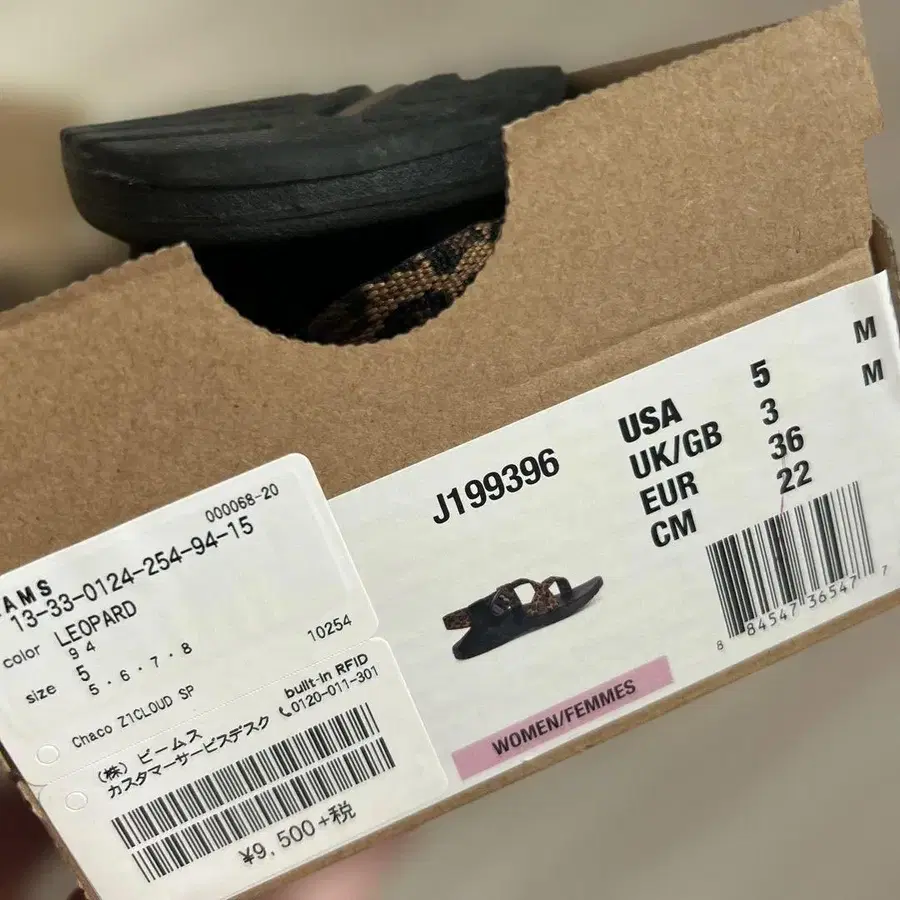 J199396
USA 5 M
UK/GB 3 M
EUR 36
CM 22
8 84547 36547 7
WOMEN/FEMMES
000068-20
13-33-0124-254-94-15
color LEOPARD
94
size 5
5・6・7・8
10254
Chaco Z1CLOUD SP
built-in RFID
(株) ビームス
0120-011-301
カスタマーサービスデスク
¥9,500+税